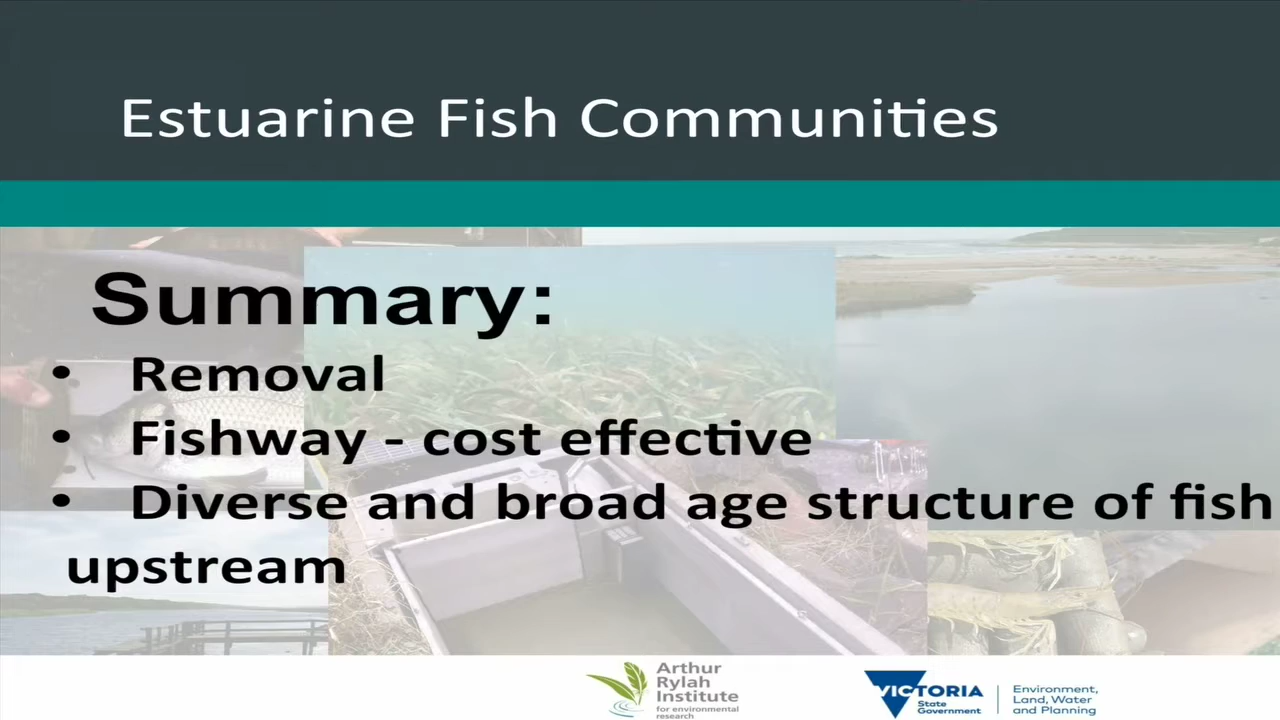 Estuarine Fish Communities
Summary:
• Removal
• Fishway - cost effective
• Diverse and broad age structure of fish
upstream
Arthur
Rylah
Institute
for environmental
research
VICTORIA
State
Government
Environment,
Land, Water
and Planning